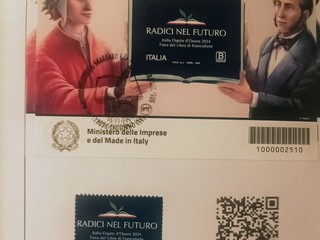 RADICI NEL FUTURO
Italia Ospite d'Onore 2024
Fiera del Libro di Francoforte
ITALIA B
Ministero delle Imprese
e del Made in Italy
1000002510
RADICI NEL FUTURO
Italia Ospite d'Onore 2024
Fiera del Libro di Francoforte